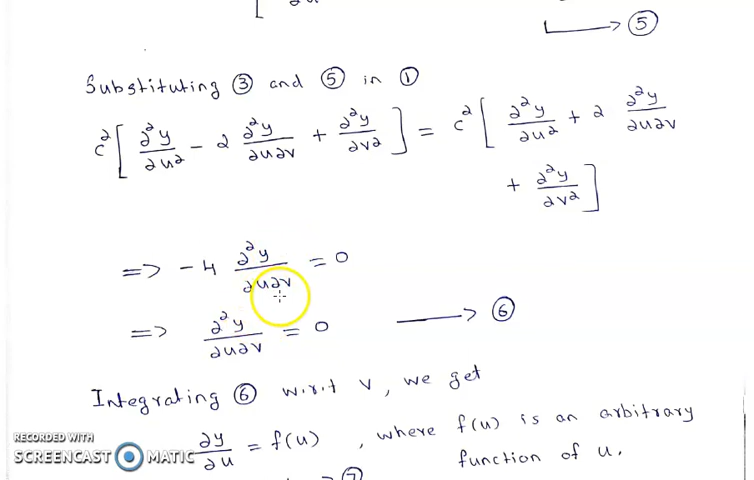 ∂u
→ ⑤
Substituting ③ and ⑤ in ①
c² [ ∂²y/∂u² − 2 ∂²y/∂u∂v + ∂²y/∂v² ] = c² [ ∂²y/∂u² + 2 ∂²y/∂u∂v
+ ∂²y/∂v² ]
=> −4 ∂²y/∂u∂v = 0
=> ∂²y/∂u∂v = 0 → ⑥
Integrating ⑥ w.r.t v, we get
∂y/∂u = f(u) , where f(u) is an arbitrary
function of u.
→ ⑦
RECORDED WITH
SCREENCAST MATIC